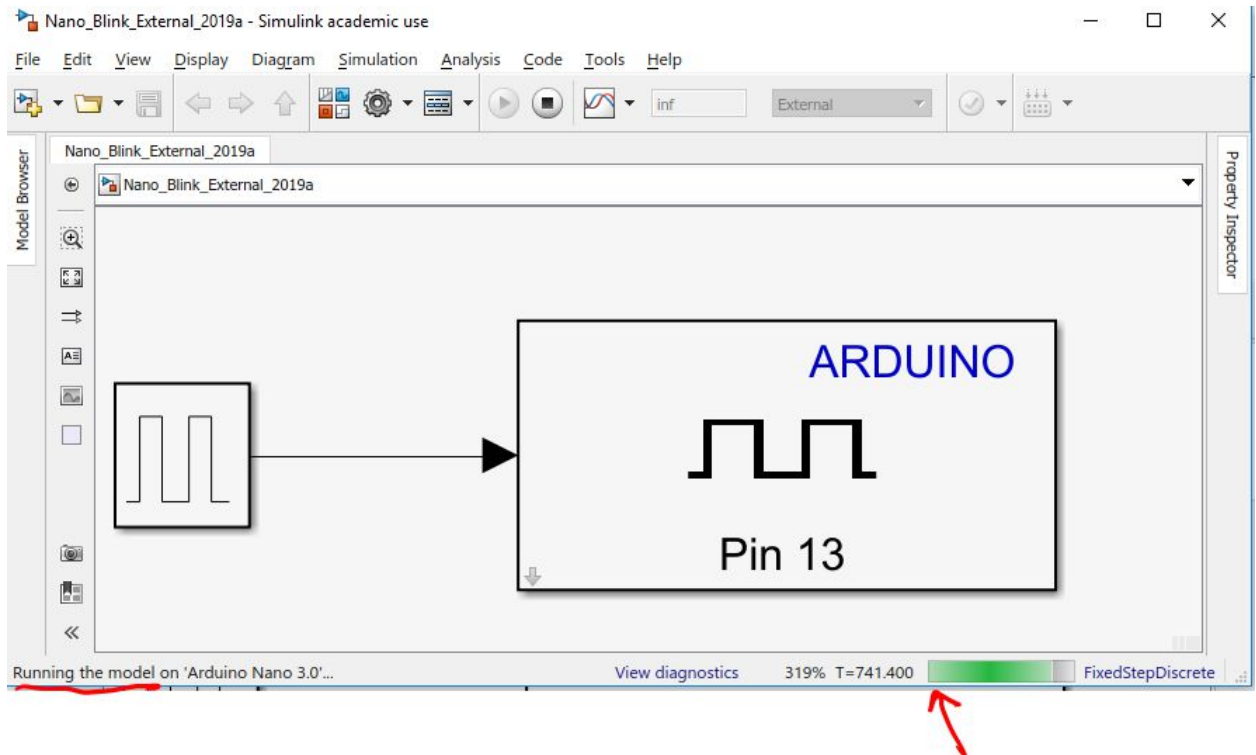 Nano_Blink_External_2019a - Simulink academic use
File Edit View Display Diagram Simulation Analysis Code Tools Help
inf External
Model Browser
Nano_Blink_External_2019a
Nano_Blink_External_2019a
Property Inspector
ARDUINO
Pin 13
Running the model on 'Arduino Nano 3.0'... View diagnostics 319% T=741.400 FixedStepDiscrete